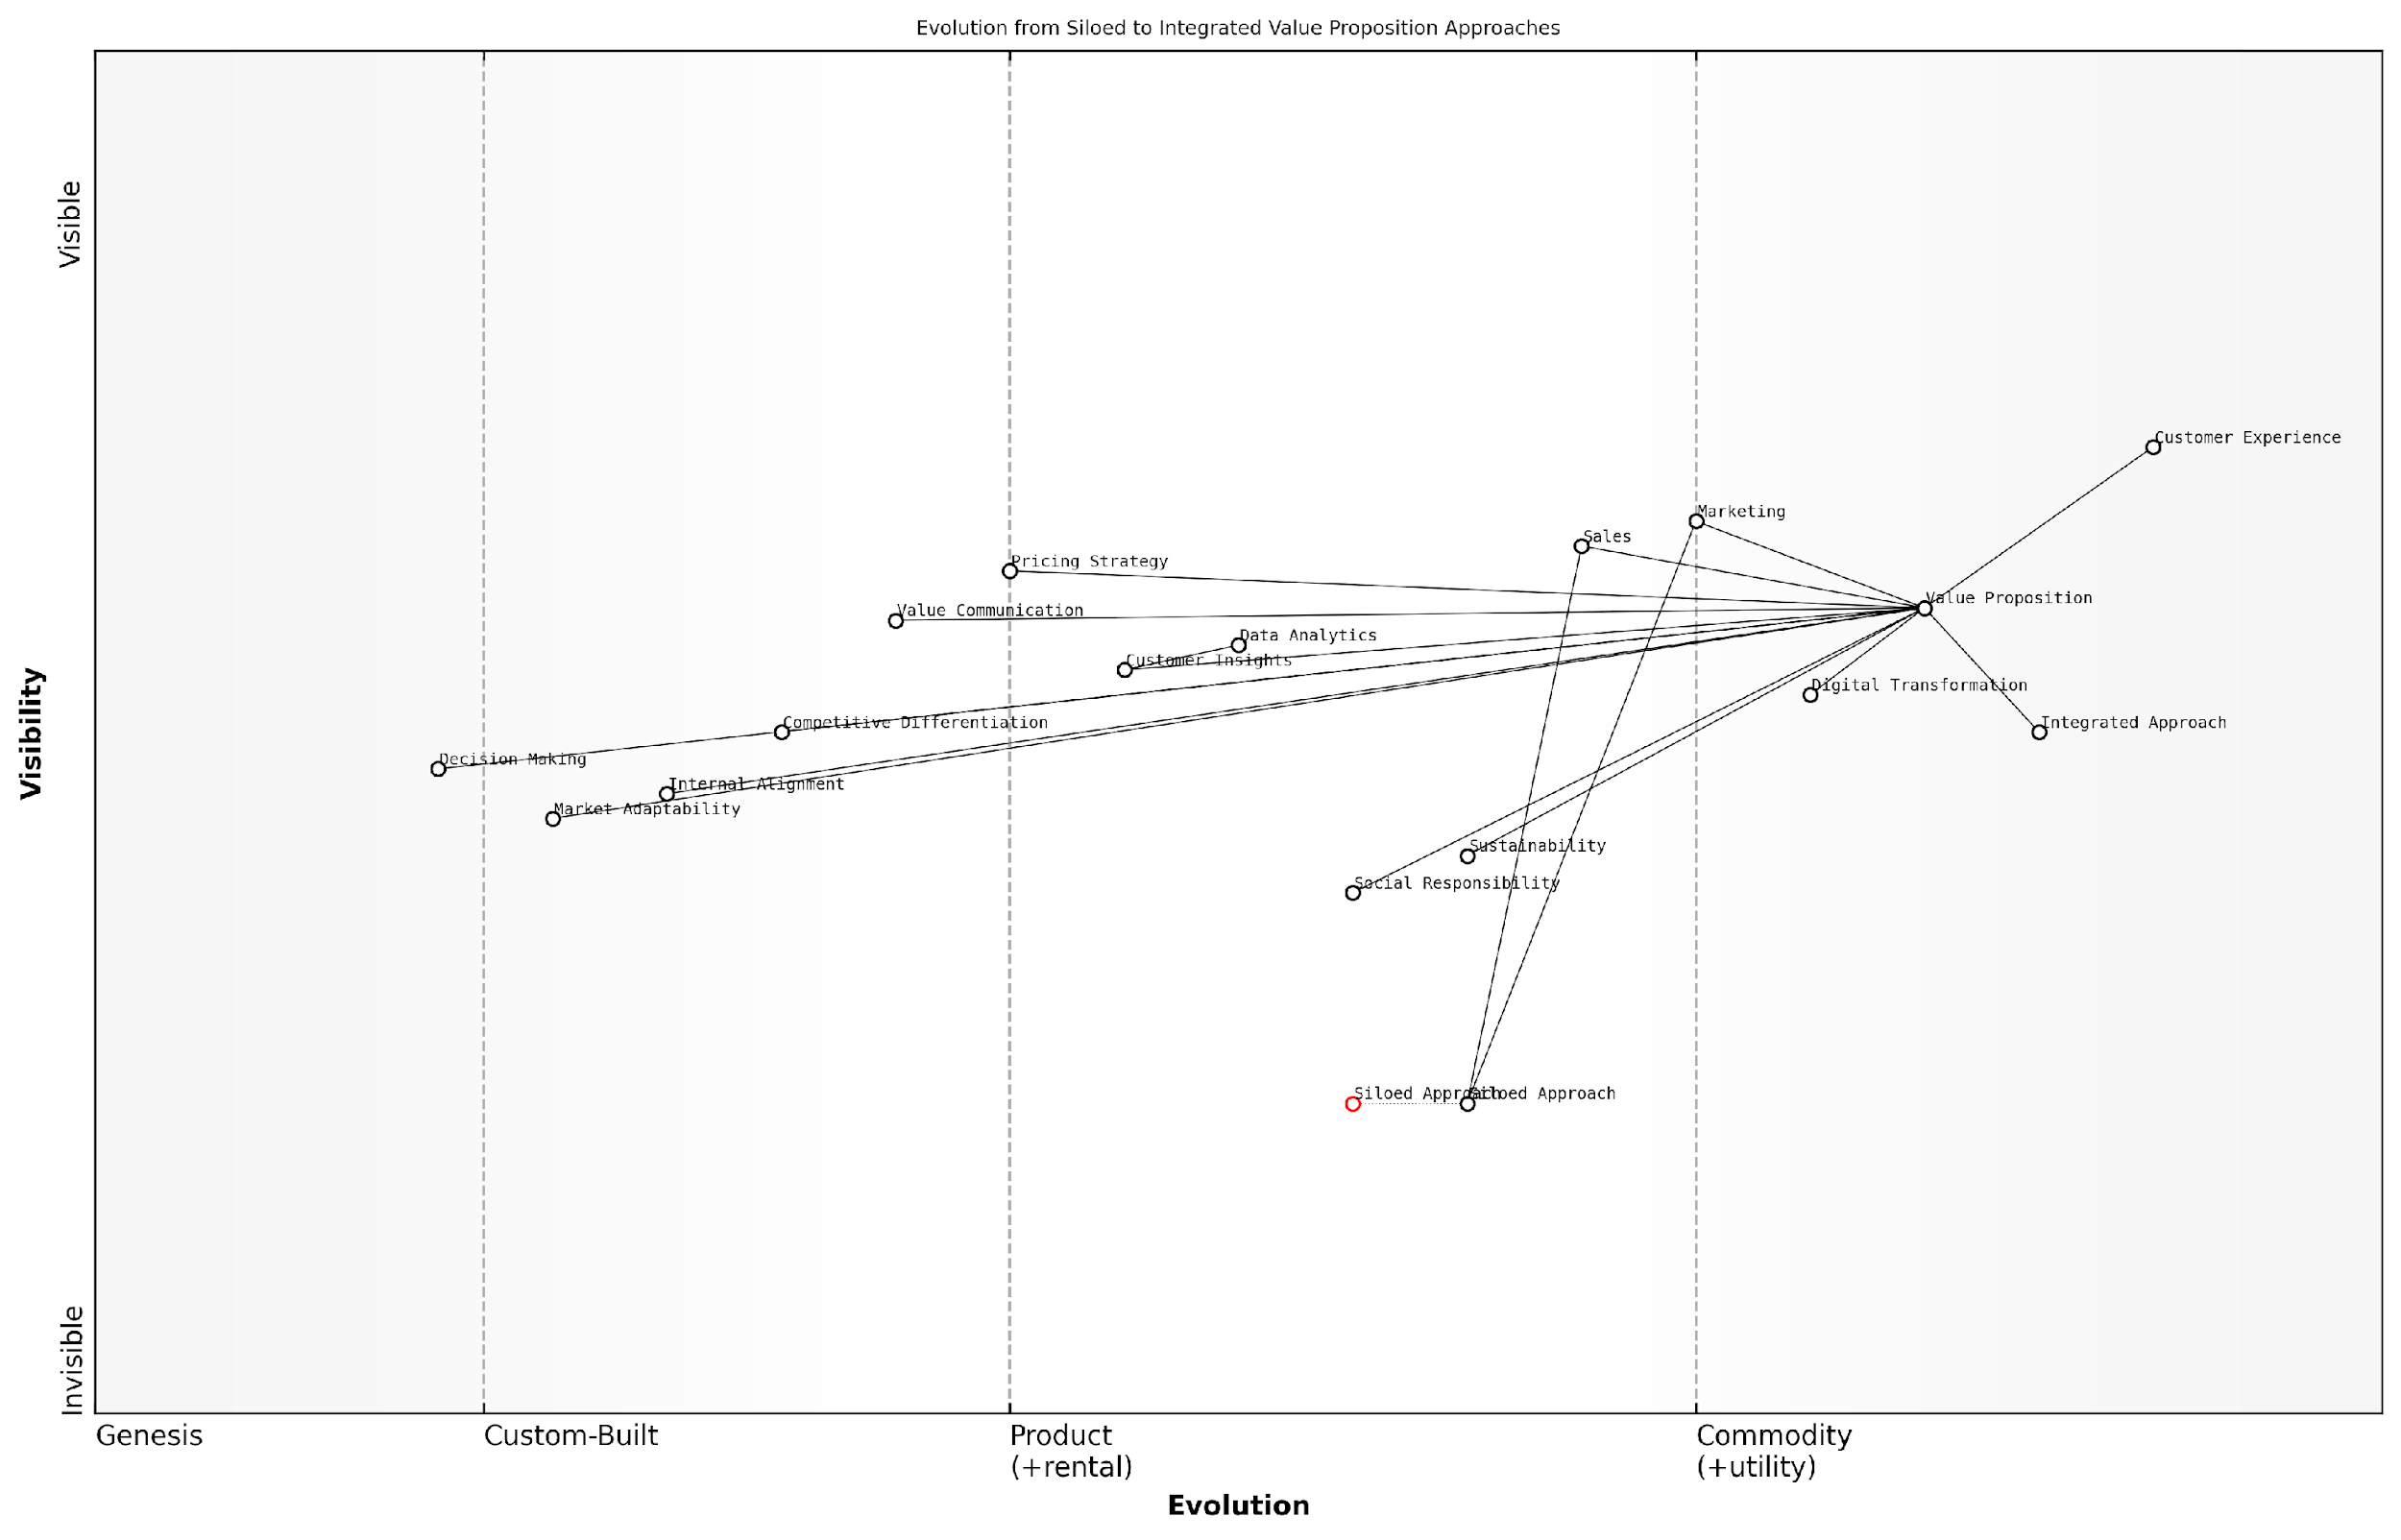 Evolution from Siloed to Integrated Value Proposition Approaches
Visible
Customer Experience
Marketing
Sales
Pricing Strategy
Value Proposition
Value Communication
Data Analytics
Customer Insights
Digital Transformation
Competitive Differentiation
Integrated Approach
Decision Making
Internal Alignment
Market Adaptability
Visibility
Sustainability
Social Responsibility
Siloed Approach
Siloed Approach
Invisible
Genesis
Custom-Built
Product
(+rental)
Commodity
(+utility)
Evolution